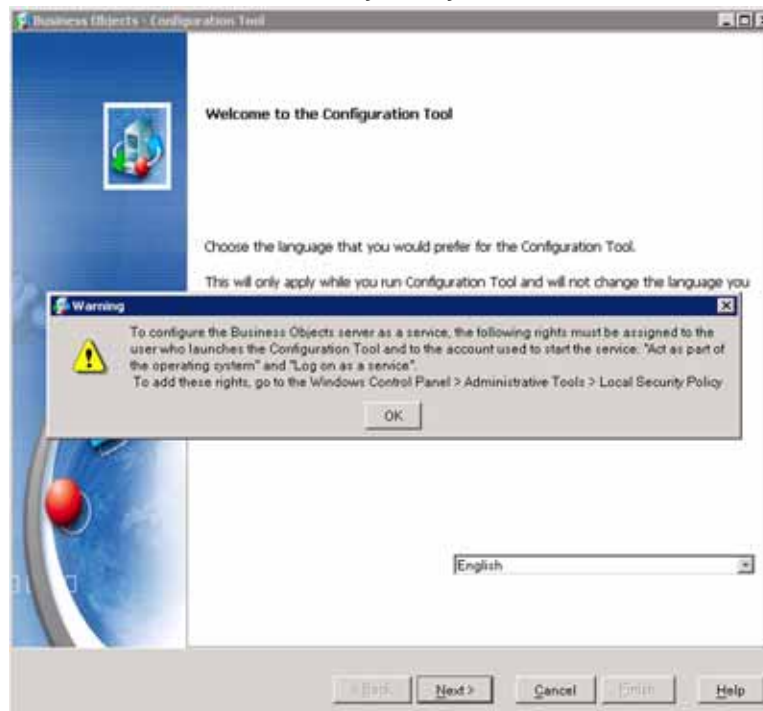 Business Objects - Configuration Tool
Welcome to the Configuration Tool
Choose the language that you would prefer for the Configuration Tool.
This will only apply while you run Configuration Tool and will not change the language you
Warning
To configure the Business Objects server as a service, the following rights must be assigned to the
user who launches the Configuration Tool and to the account used to start the service: "Act as part of
the operating system" and "Log on as a service".
To add these rights, go to the Windows Control Panel > Administrative Tools > Local Security Policy
OK
English
< Back Next > Cancel Finish Help